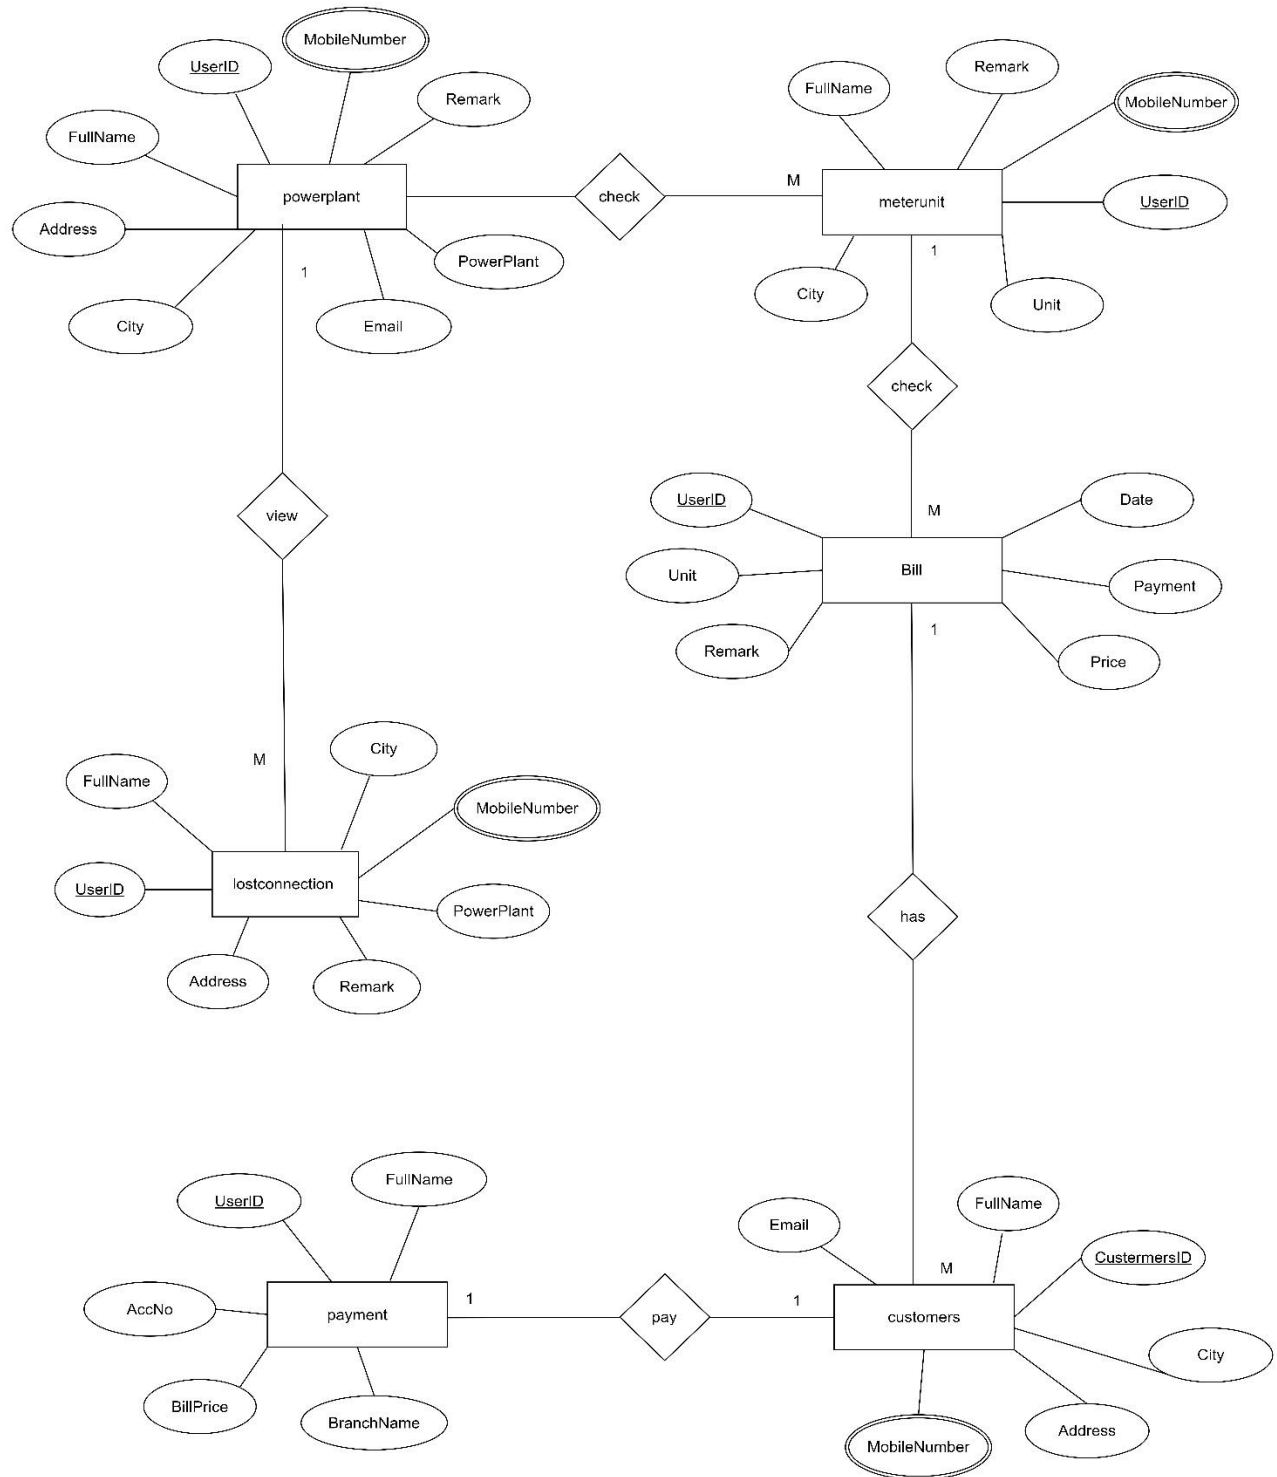 MobileNumber
UserID
Remark
FullName
powerplant
Address
PowerPlant
City
Email
1
check
M
FullName
Remark
MobileNumber
meterunit
UserID
City
Unit
1
check
M
UserID
Date
Unit
Bill
Payment
Remark
Price
1
view
M
City
FullName
MobileNumber
lostconnection
UserID
PowerPlant
Address
Remark
has
M
FullName
UserID
AccNo
payment
BillPrice
BranchName
1
pay
1
FullName
Email
CustermersID
customers
City
Address
MobileNumber